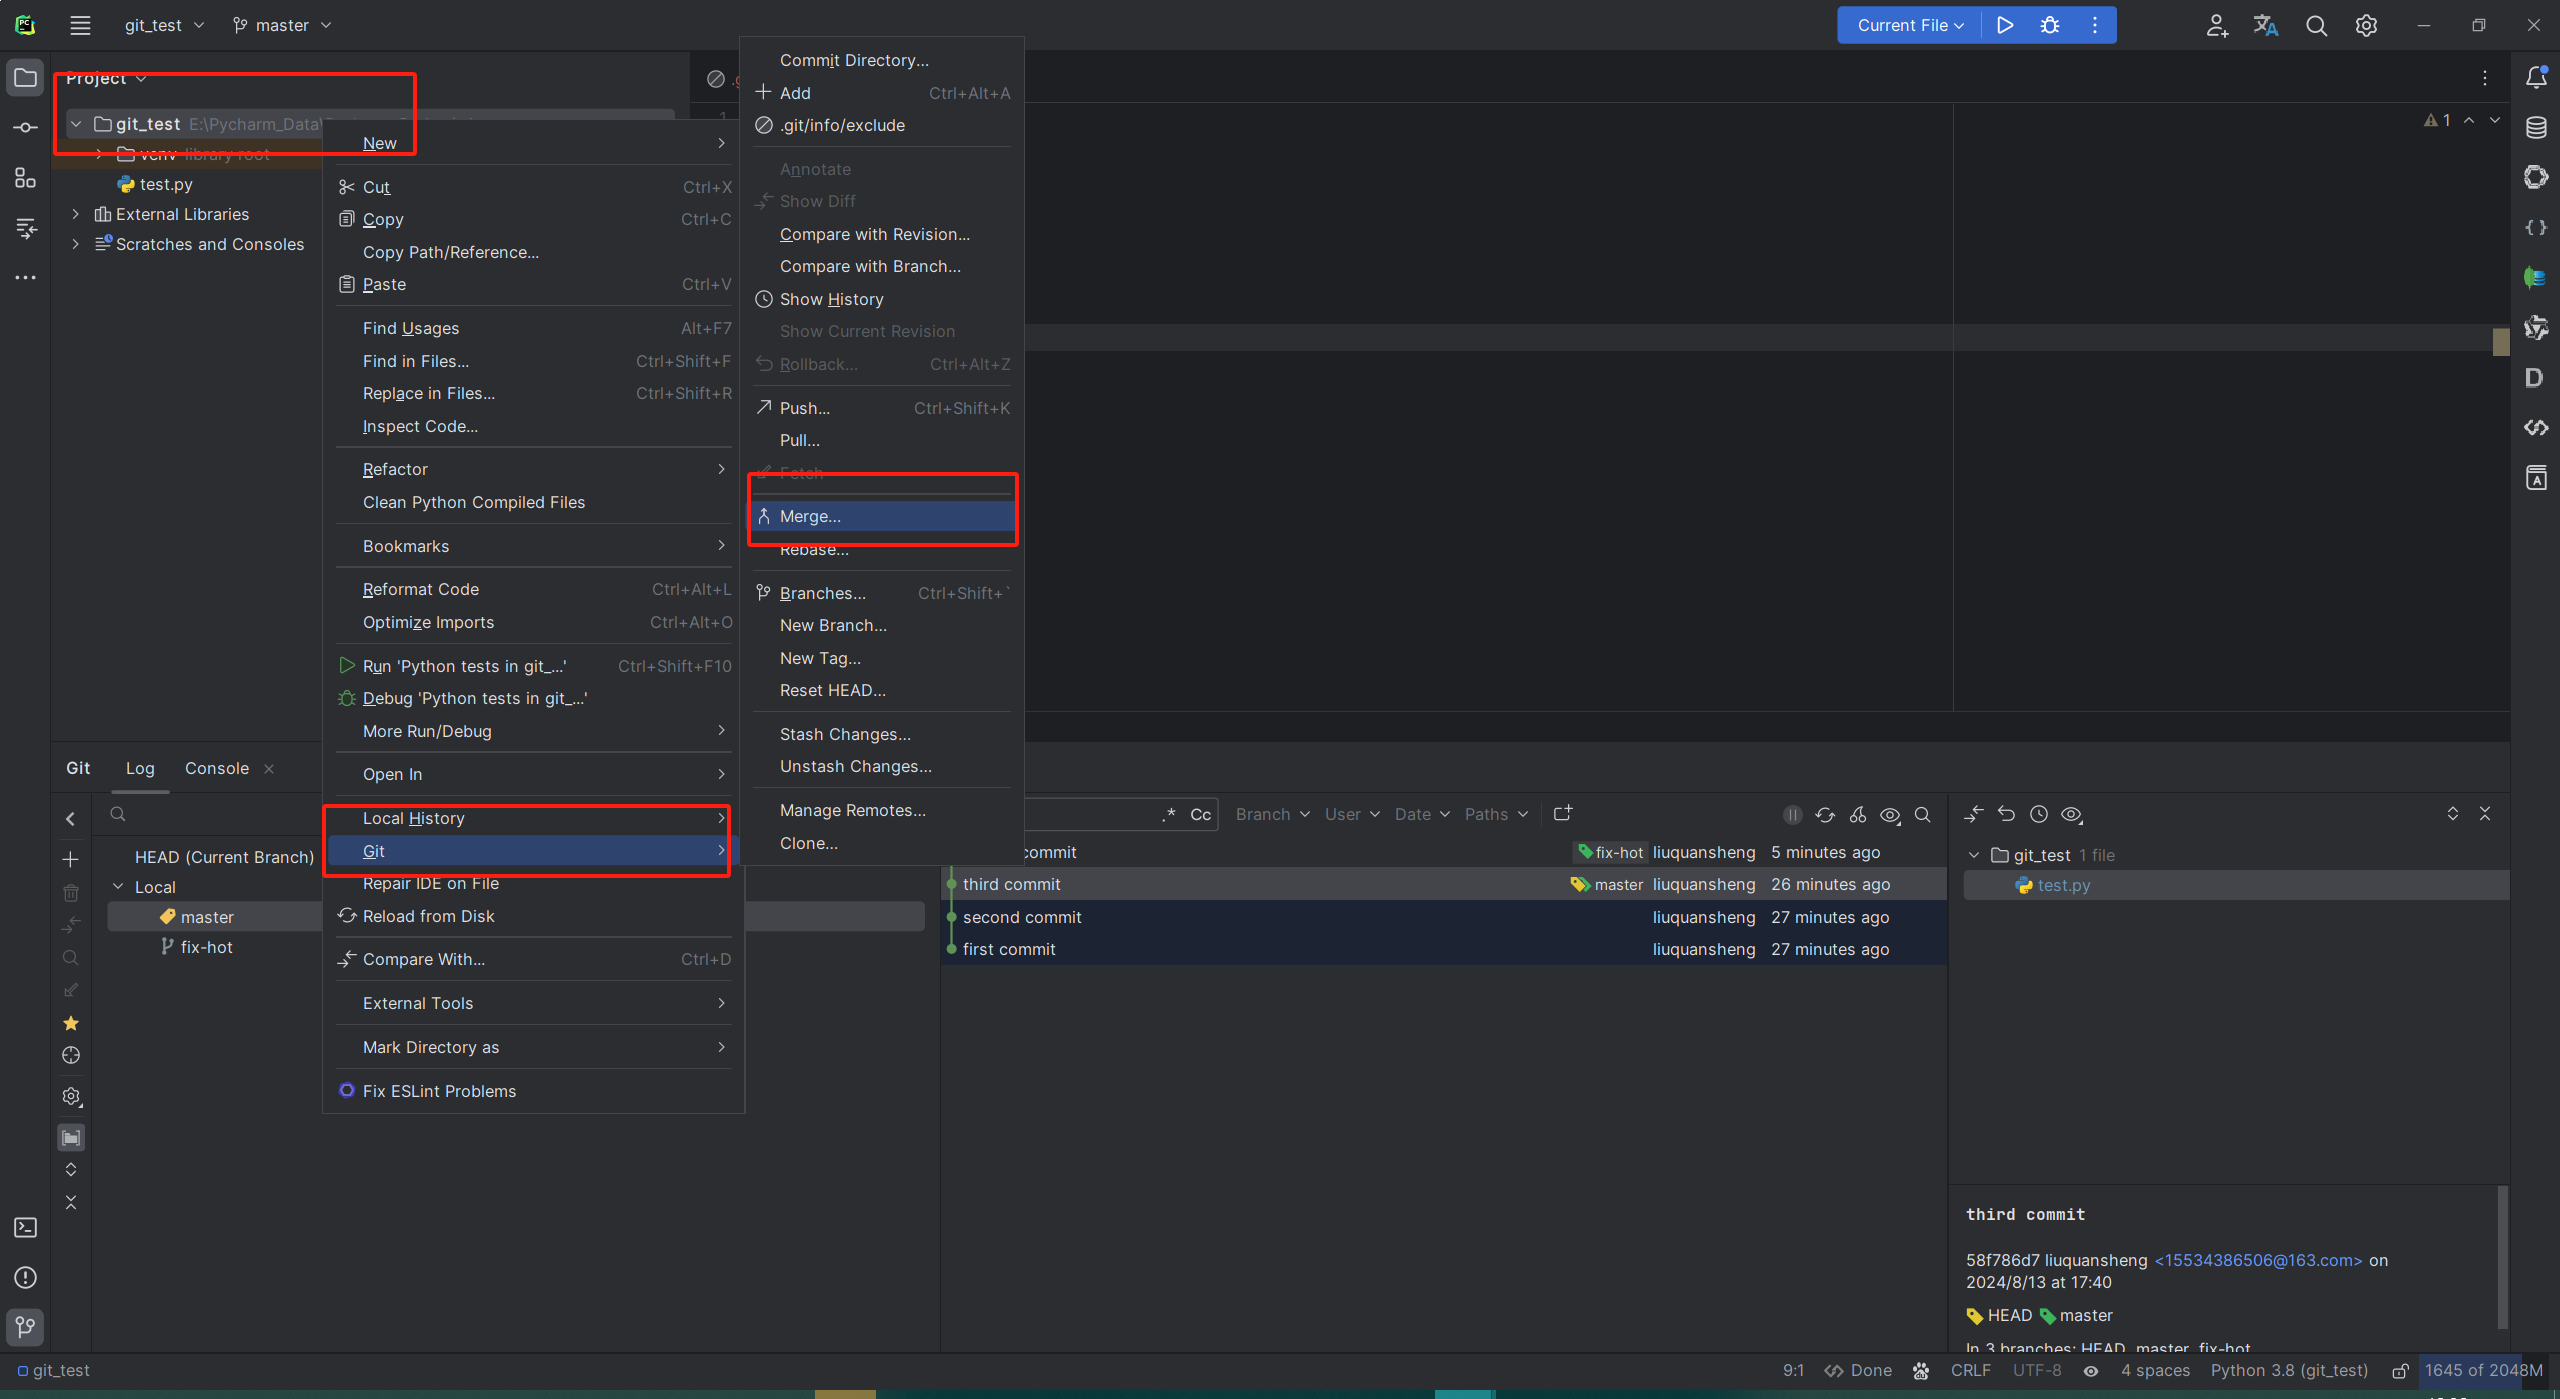 git_test
master
Current File
Project
git_test E:\Pycharm_Data\
venv library root
test.py
External Libraries
Scratches and Consoles
New
Cut Ctrl+X
Copy Ctrl+C
Copy Path/Reference...
Paste Ctrl+V
Find Usages Alt+F7
Find in Files... Ctrl+Shift+F
Replace in Files... Ctrl+Shift+R
Inspect Code...
Refactor
Clean Python Compiled Files
Bookmarks
Reformat Code Ctrl+Alt+L
Optimize Imports Ctrl+Alt+O
Run 'Python tests in git_...' Ctrl+Shift+F10
Debug 'Python tests in git_...'
More Run/Debug
Open In
Local History
Git
Repair IDE on File
Reload from Disk
Compare With... Ctrl+D
External Tools
Mark Directory as
Fix ESLint Problems
Commit Directory...
Add Ctrl+Alt+A
.git/info/exclude
Annotate
Show Diff
Compare with Revision...
Compare with Branch...
Show History
Show Current Revision
Rollback... Ctrl+Alt+Z
Push... Ctrl+Shift+K
Pull...
Fetch
Merge...
Rebase...
Branches... Ctrl+Shift+`
New Branch...
New Tag...
Reset HEAD...
Stash Changes...
Unstash Changes...
Manage Remotes...
Clone...
1
1
Git Log Console
HEAD (Current Branch)
Local
master
fix-hot
.* Cc Branch User Date Paths
commit fix-hot liuquansheng 5 minutes ago
third commit master liuquansheng 26 minutes ago
second commit liuquansheng 27 minutes ago
first commit liuquansheng 27 minutes ago
git_test 1 file
test.py
third commit
58f786d7 liuquansheng <15534386506@163.com> on
2024/8/13 at 17:40
HEAD master
In 3 branches: HEAD, master, fix-hot
git_test
9:1 Done CRLF UTF-8 4 spaces Python 3.8 (git_test) 1645 of 2048M